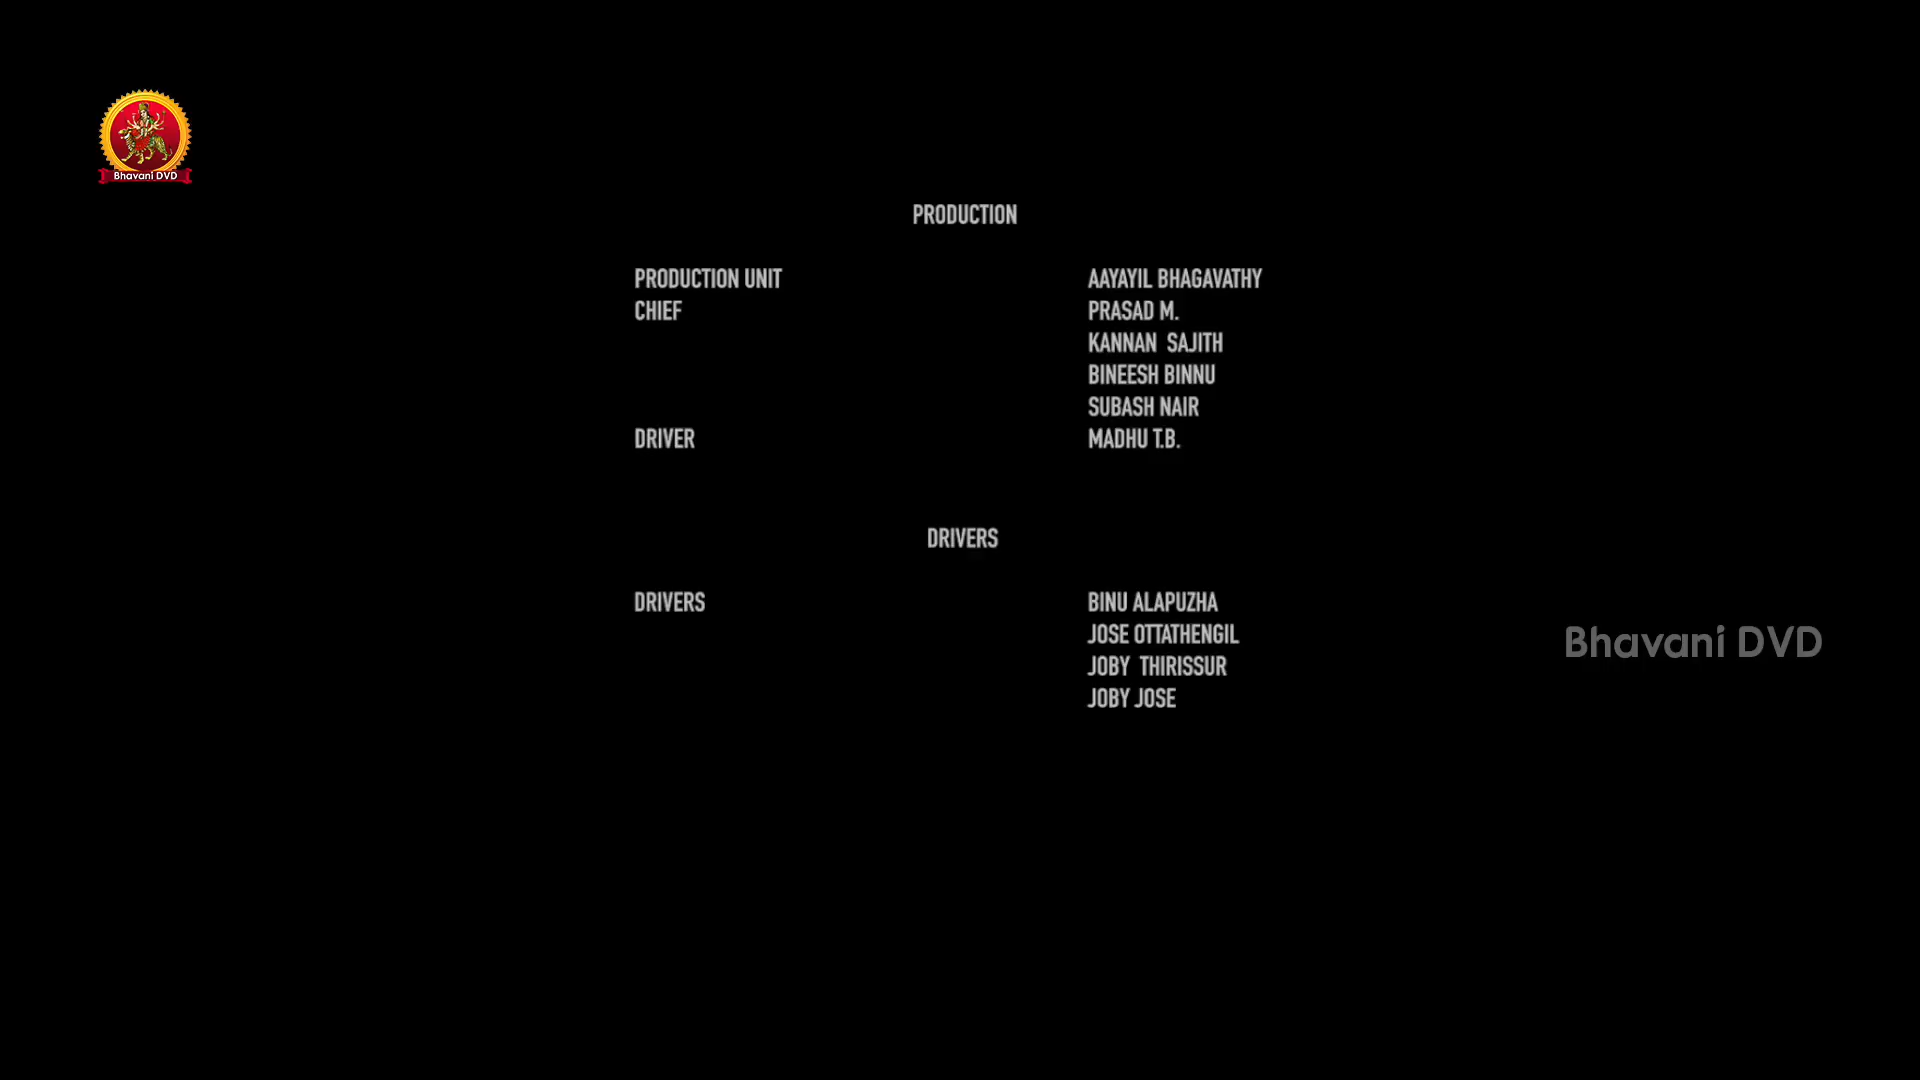 Bhavani DVD
PRODUCTION
PRODUCTION UNIT AAYAYIL BHAGAVATHY
CHIEF PRASAD M.
KANNAN SAJITH
BINEESH BINNU
SUBASH NAIR
DRIVER MADHU T.B.
DRIVERS
DRIVERS BINU ALAPUZHA
JOSE OTTATHENGIL
Bhavani DVD
JOBY THIRISSUR
JOBY JOSE